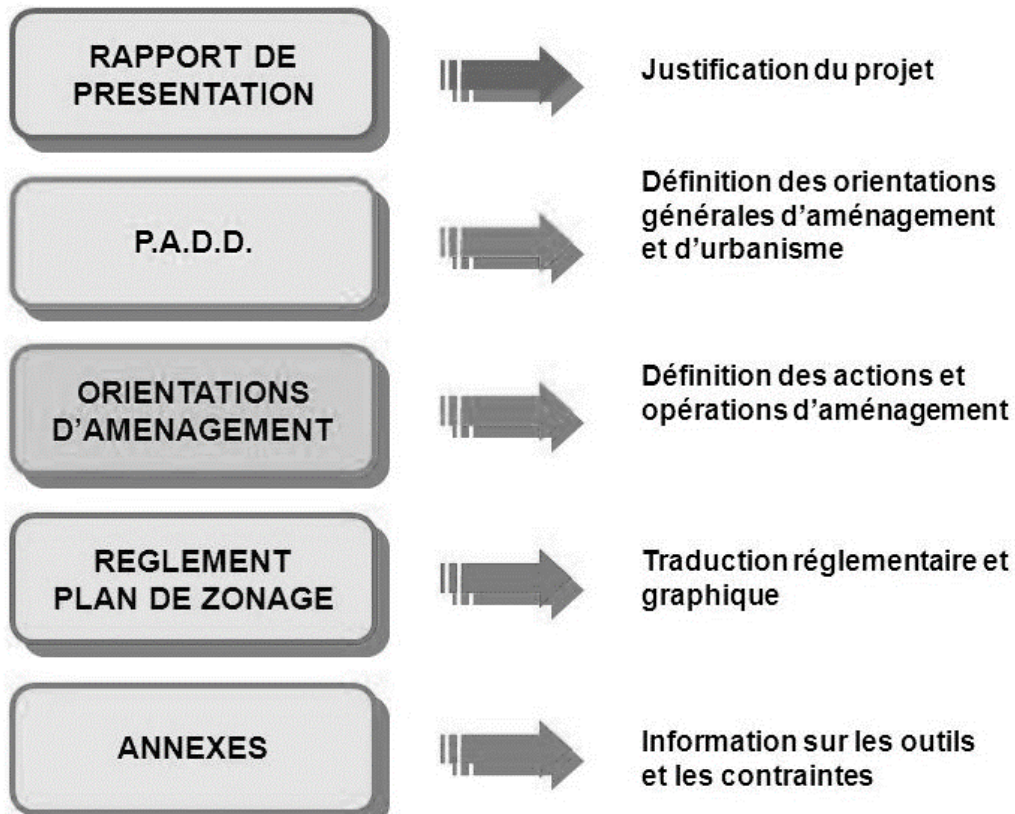 RAPPORT DE
PRESENTATION
Justification du projet
P.A.D.D.
Définition des orientations
générales d'aménagement
et d'urbanisme
ORIENTATIONS
D'AMENAGEMENT
Définition des actions et
opérations d'aménagement
REGLEMENT
PLAN DE ZONAGE
Traduction réglementaire et
graphique
ANNEXES
Information sur les outils
et les contraintes